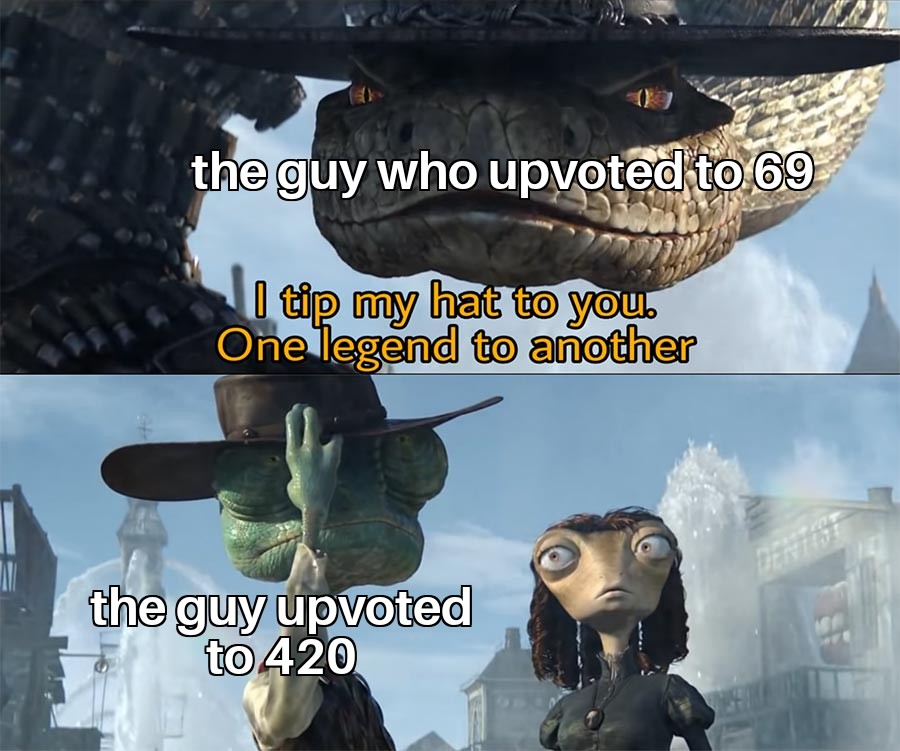 the guy who upvoted to 69
I tip my hat to you.
One legend to another
the guy upvoted
to 420